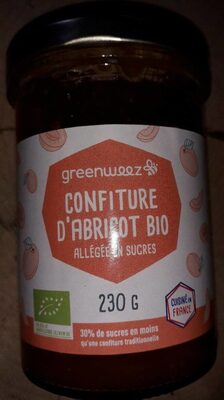 greenweez
CONFITURE
D'ABRICOT BIO
ALLÉGÉE EN SUCRES
230 G
CUISINÉ EN
FRANCE
30% de sucres en moins
qu'une confiture traditionnelle